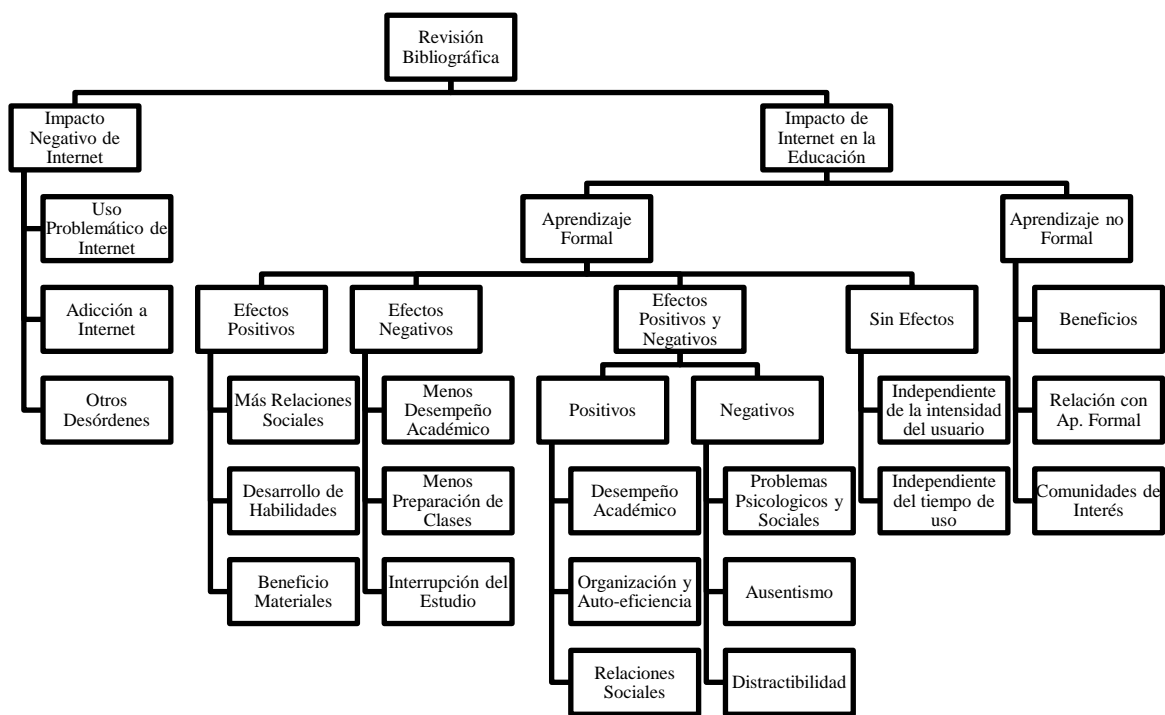 Revisión
Bibliográfica
Impacto
Negativo de
Internet
Impacto de
Internet en la
Educación
Uso
Problemático de
Internet
Adicción a
Internet
Otros
Desórdenes
Aprendizaje
Formal
Aprendizaje no
Formal
Efectos
Positivos
Más Relaciones
Sociales
Desarrollo de
Habilidades
Beneficio
Materiales
Efectos
Negativos
Menos
Desempeño
Académico
Menos
Preparación de
Clases
Interrupción del
Estudio
Efectos
Positivos y
Negativos
Positivos
Desempeño
Académico
Organización y
Auto-eficiencia
Relaciones
Sociales
Negativos
Problemas
Psicologicos y
Sociales
Ausentismo
Distractibilidad
Sin Efectos
Independiente
de la intensidad
del usuario
Independiente
del tiempo de
uso
Beneficios
Relación con
Ap. Formal
Comunidades de
Interés